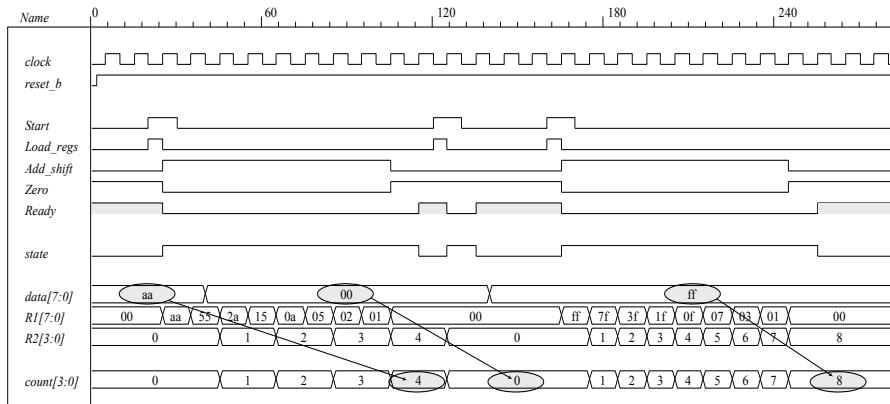 Name 0 60 120 180 240
clock
reset_b
Start
Load_regs
Add_shift
Zero
Ready
state
data[7:0] aa 00 ff
R1[7:0] 00 aa 55 2a 15 0a 05 02 01 00 ff 7f 3f 1f 0f 07 03 01 00
R2[3:0] 0 1 2 3 4 0 1 2 3 4 5 6 7 8
count[3:0] 0 1 2 3 4 0 1 2 3 4 5 6 7 8